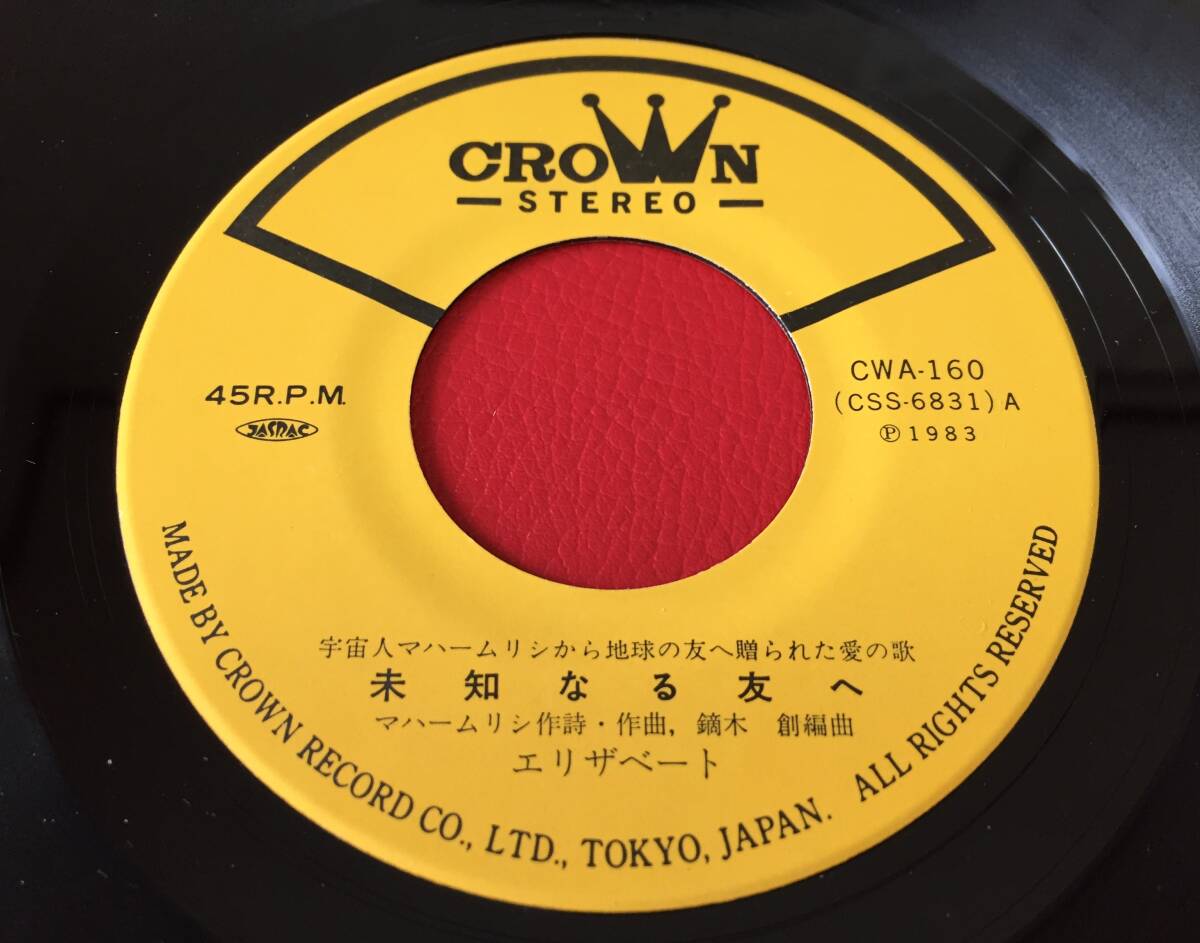 CROWN
STEREO
45R.P.M.
JASRAC
CWA-160
(CSS-6831) A
Ⓟ 1983
宇宙人マハームリシから地球の友へ贈られた愛の歌
未知なる友へ
マハームリシ作詩・作曲, 鏑木 創編曲
エリザベート
MADE BY CROWN RECORD CO., LTD., TOKYO, JAPAN. ALL RIGHTS RESERVED